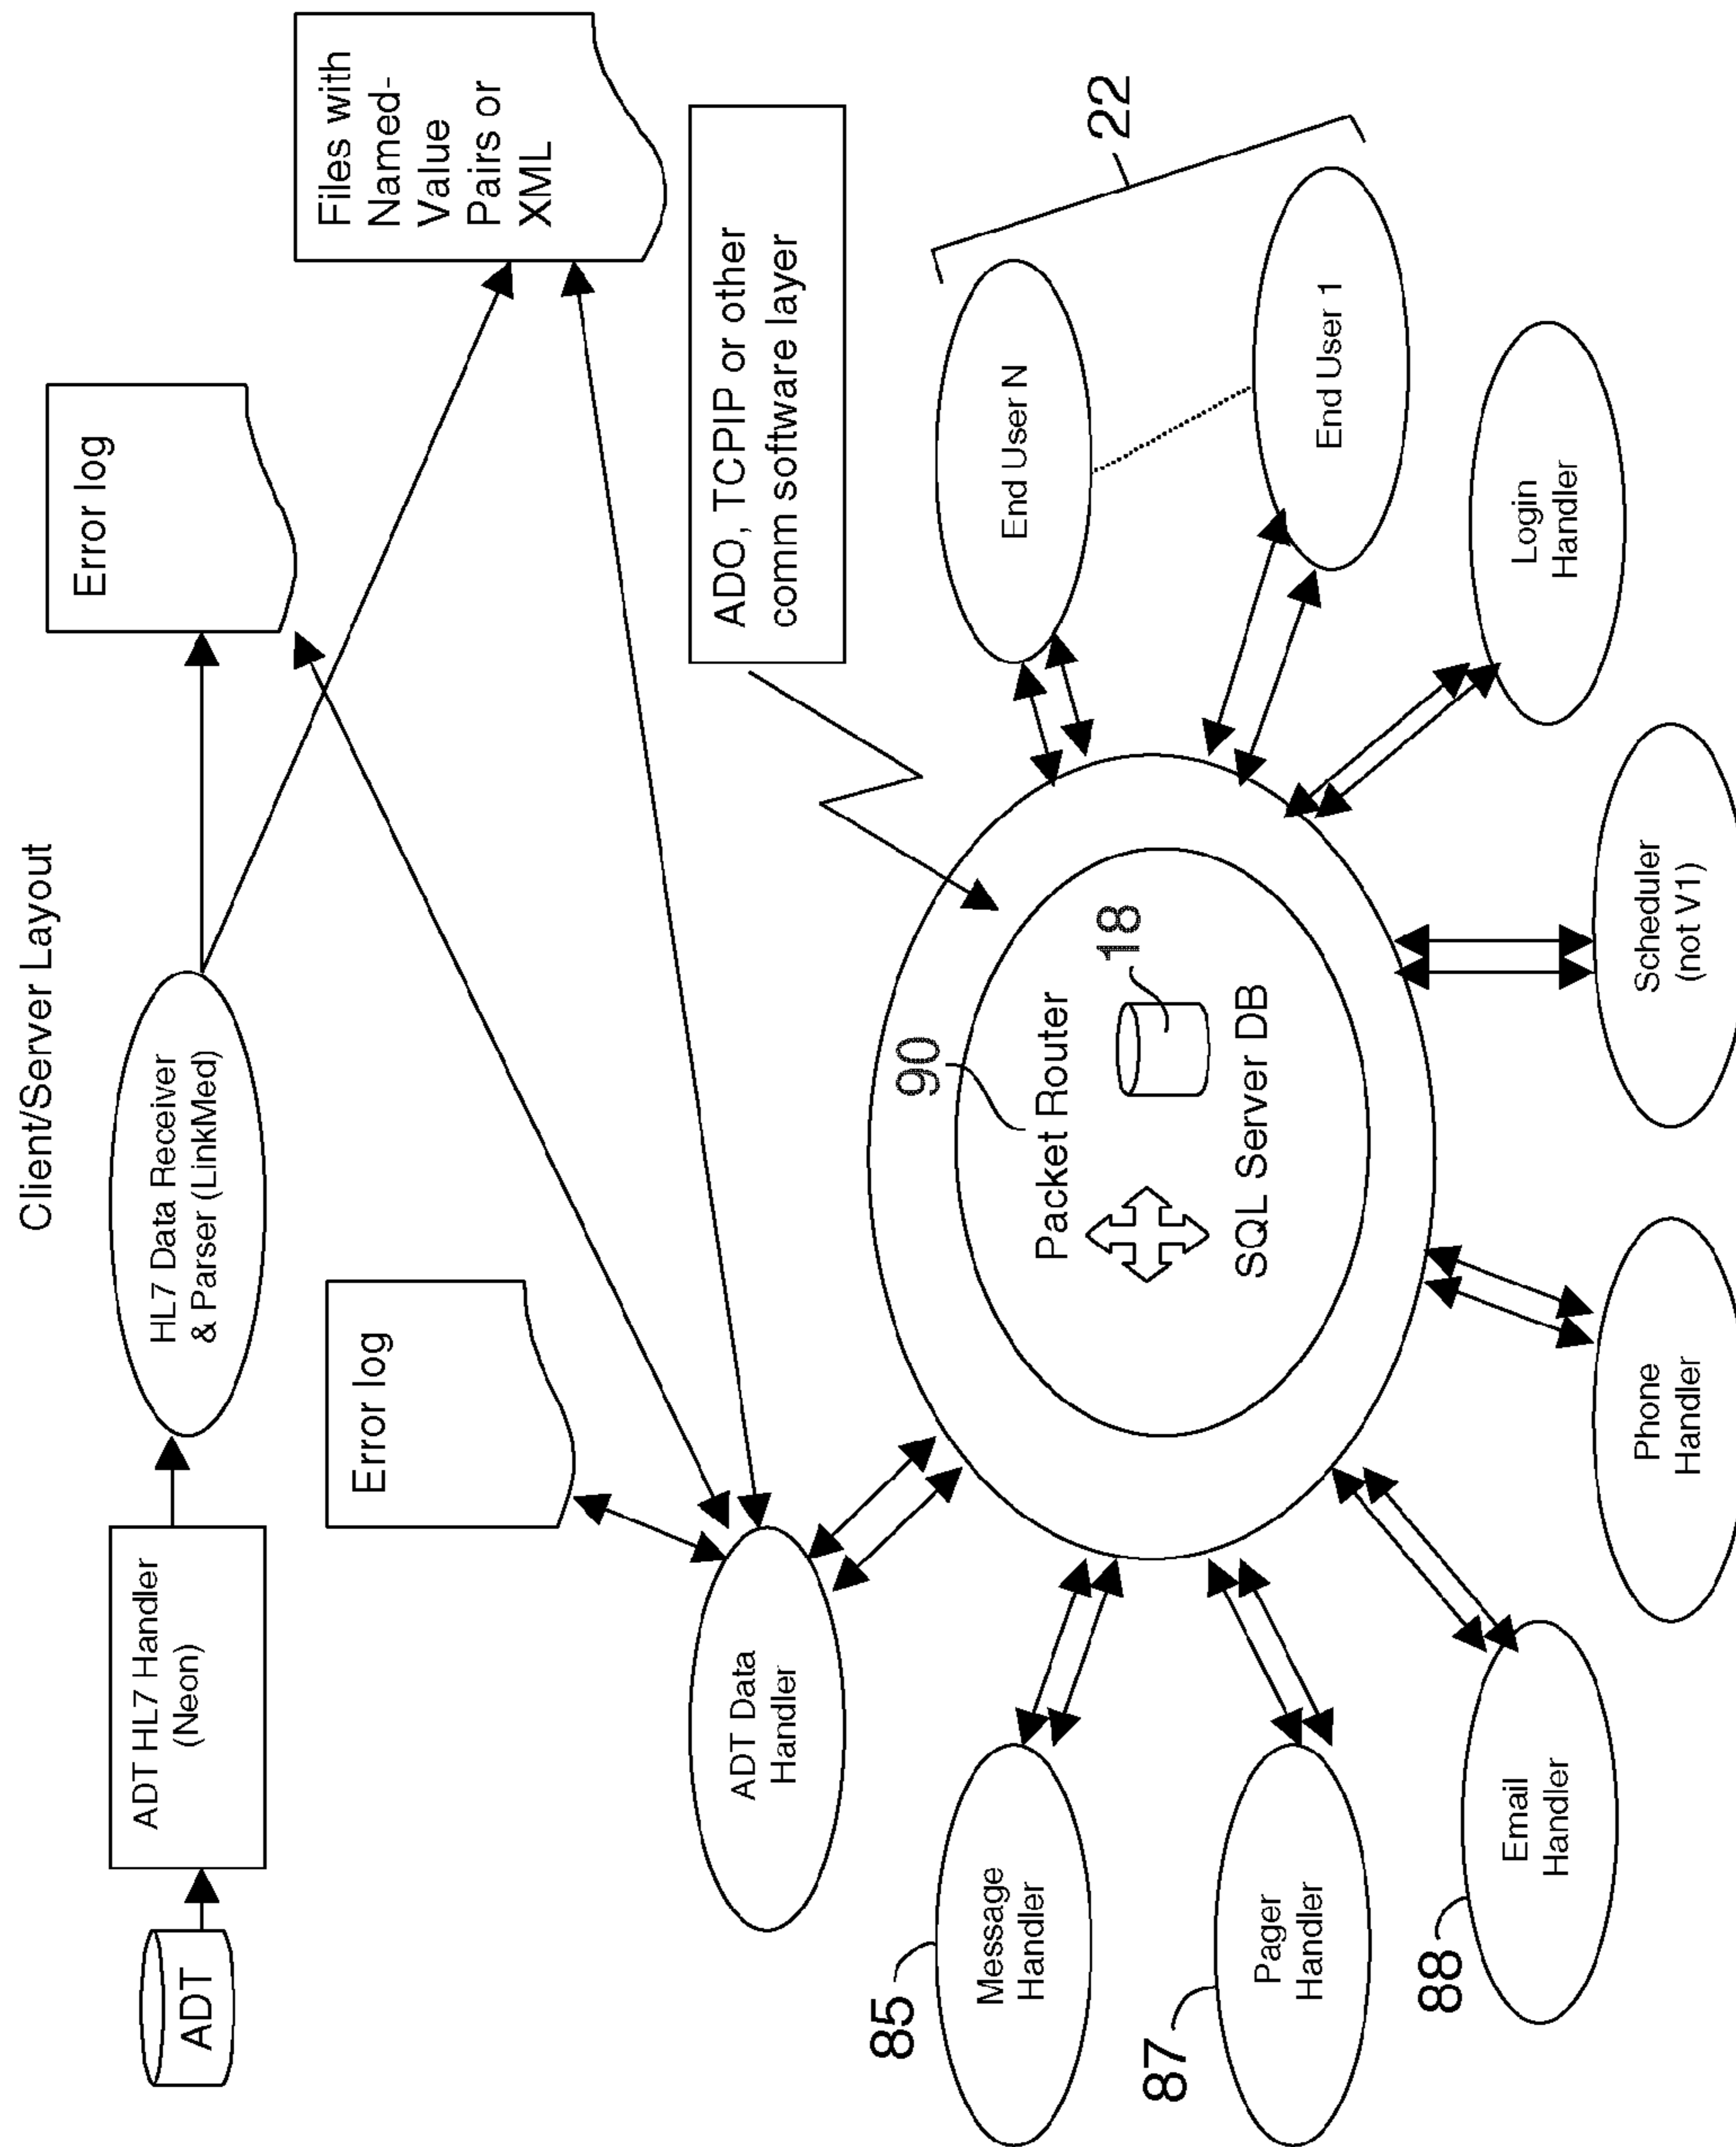 Client/Server Layout
ADT
ADT HL7 Handler
(Neon)
HL7 Data Receiver
& Parser (LinkMed)
Error log
Files with
Named-
Value
Pairs or
XML
Error log
ADO, TCPIP or other
comm software layer
ADT Data
Handler
22
End User N
End User 1
Login
Handler
Scheduler
(not V1)
Phone
Handler
88
Email
Handler
87
Pager
Handler
85
Message
Handler
90
Packet Router
18
SQL Server DB